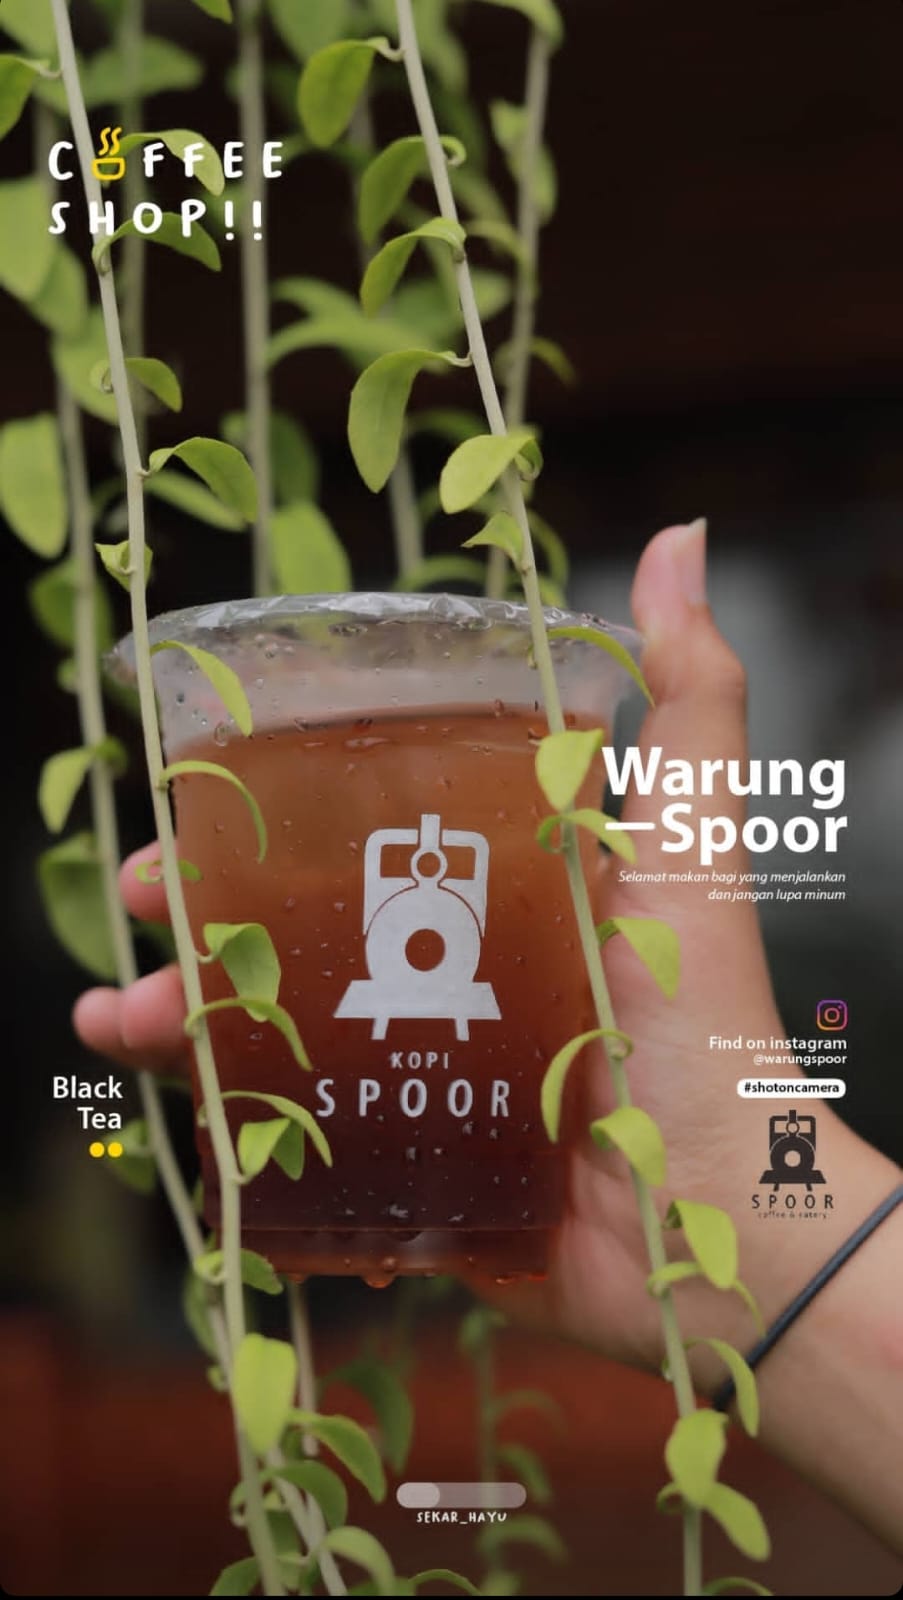 COFFEE
SHOP!!
Warung
—Spoor
Selamat makan bagi yang menjalankan
dan jangan lupa minum
KOPI
SPOOR
Find on instagram
@warungspoor
#shotoncamera
Black
Tea
SPOOR
coffee & eatery
SEKAR_HAYU